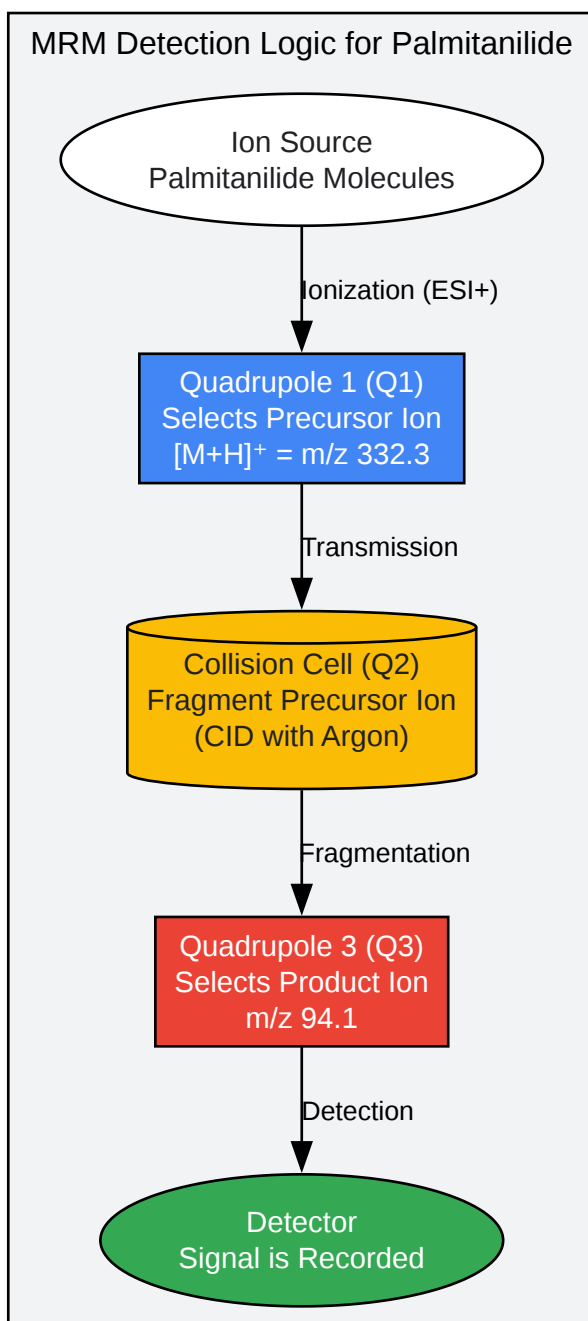 MRM Detection Logic for Palmitanilide
Ion Source
Palmitanilide Molecules
Ionization (ESI+)
Quadrupole 1 (Q1)
Selects Precursor Ion
[M+H]⁺ = m/z 332.3
Transmission
Collision Cell (Q2)
Fragment Precursor Ion
(CID with Argon)
Fragmentation
Quadrupole 3 (Q3)
Selects Product Ion
m/z 94.1
Detection
Detector
Signal is Recorded